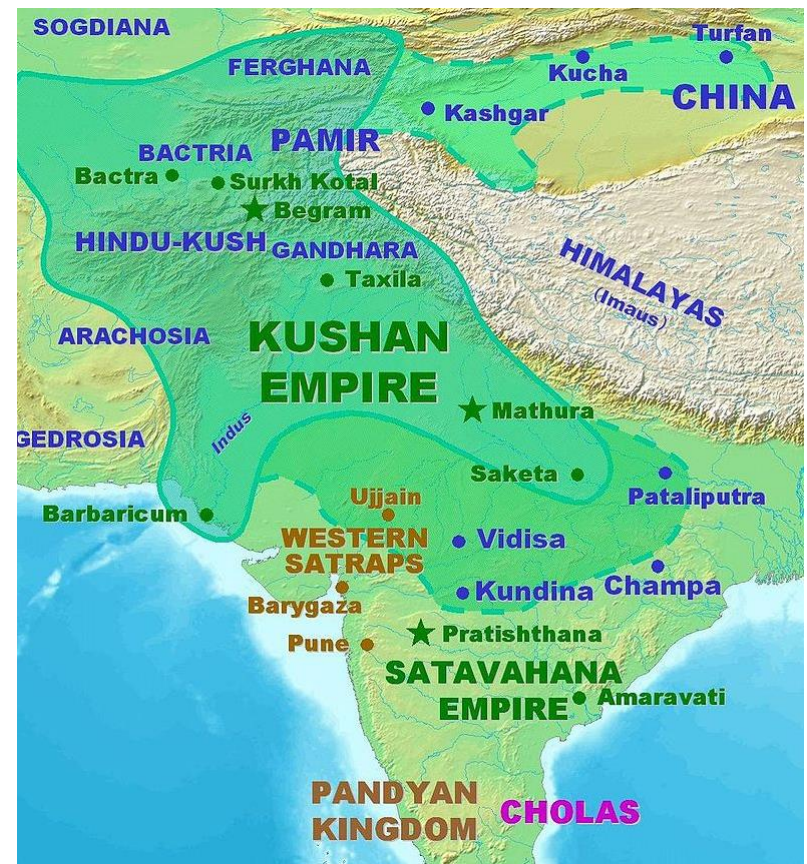 SOGDIANA
Turfan
FERGHANA
Kucha
CHINA
Kashgar
PAMIR
BACTRIA
Bactra
Surkh Kotal
Begram
HINDU-KUSH
GANDHARA
HIMALAYAS
(Imaus)
Taxila
ARACHOSIA
KUSHAN
EMPIRE
Mathura
GEDROSIA
Indus
Saketa
Pataliputra
Ujjain
Barbaricum
WESTERN
SATRAPS
Vidisa
Kundina
Champa
Barygaza
Pratishthana
Pune
SATAVAHANA
EMPIRE
Amaravati
PANDYAN
KINGDOM
CHOLAS